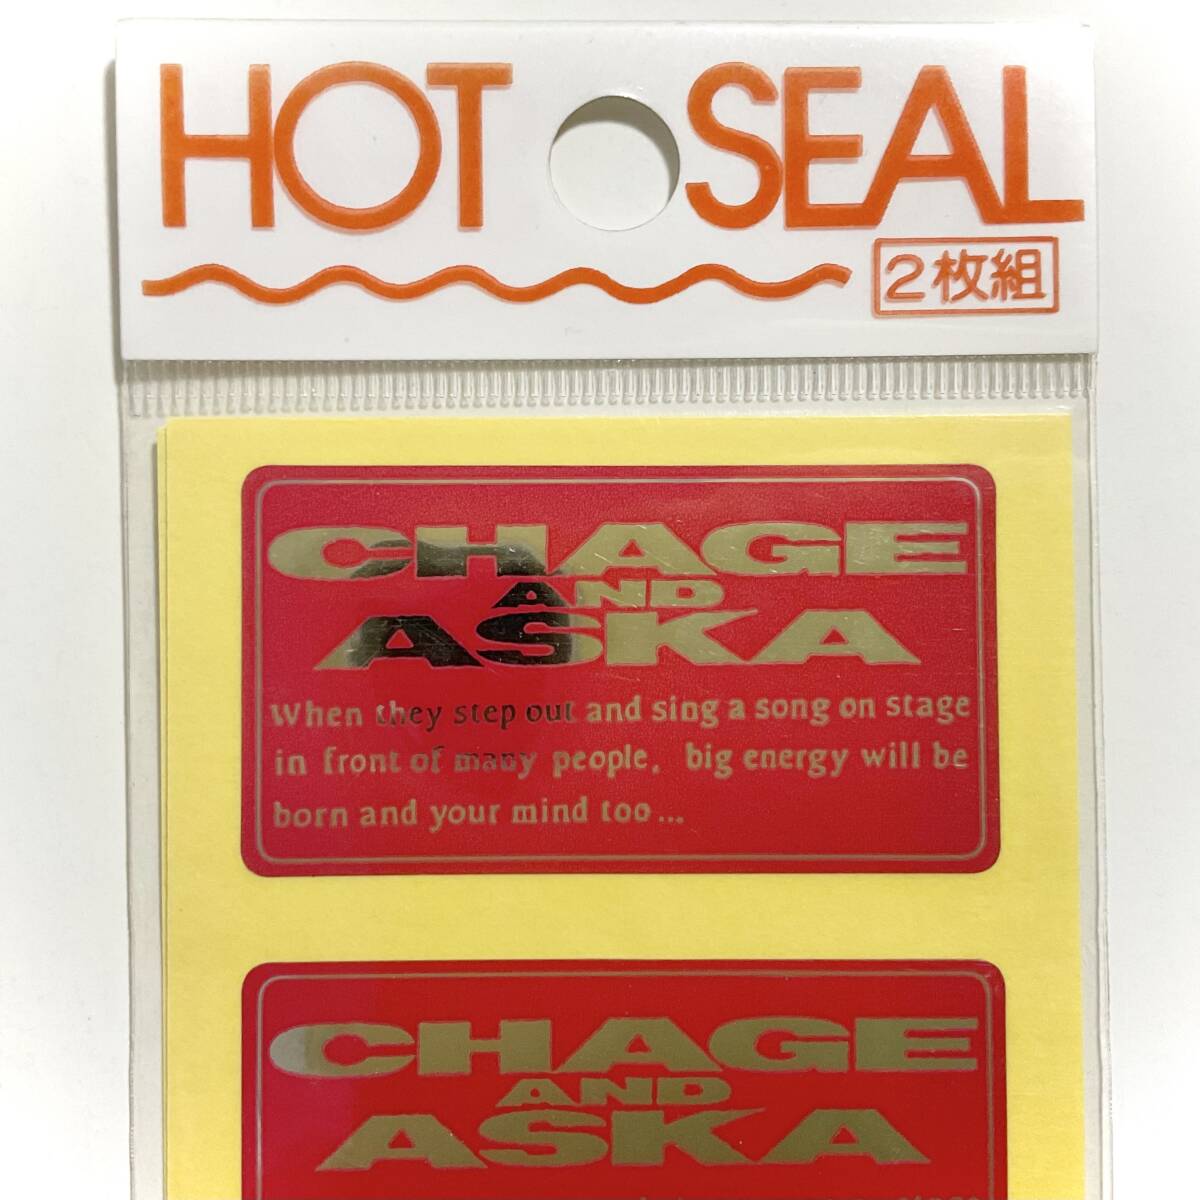 HOT SEAL
2枚組
CHAGE
AND
ASKA
When they step out and sing a song on stage
in front of many people, big energy will be
born and your mind too...
CHAGE
AND
ASKA